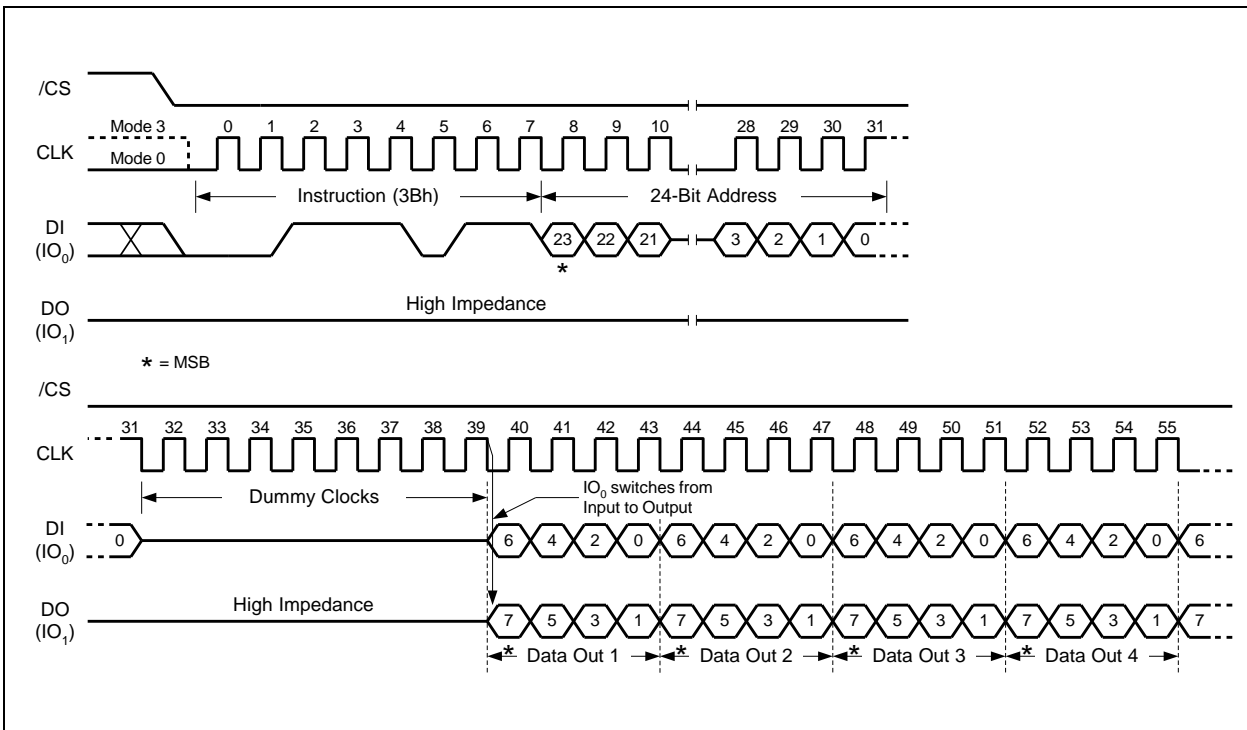 /CS
Mode 3 0 1 2 3 4 5 6 7 8 9 10 28 29 30 31
CLK
Mode 0
Instruction (3Bh) 24-Bit Address
DI
(IO0) 23 22 21 3 2 1 0
*
DO
(IO1)
High Impedance
* = MSB
/CS
31 32 33 34 35 36 37 38 39 40 41 42 43 44 45 46 47 48 49 50 51 52 53 54 55
CLK
Dummy Clocks
IO0 switches from
Input to Output
DI
(IO0)
0 6 4 2 0 6 4 2 0 6 4 2 0 6 4 2 0 6
DO
(IO1)
High Impedance
7 5 3 1 7 5 3 1 7 5 3 1 7 5 3 1 7
* Data Out 1 * Data Out 2 * Data Out 3 * Data Out 4